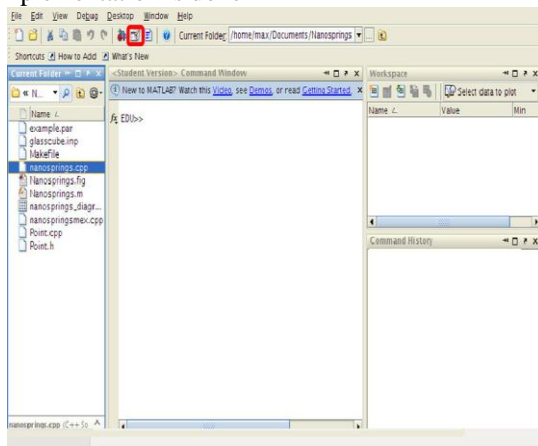 File Edit View Debug Desktop Window Help
Current Folder: /home/max/Documents/Nanosprings
Shortcuts How to Add What's New
Current Folder
<Student Version> Command Window
Workspace
« N...
New to MATLAB? Watch this Video, see Demos, or read Getting Started.
Select data to plot
Name
Name Value Min
fx EDU>>
example.par
glasscube.inp
Makefile
nanosprings.cpp
Nanosprings.fig
Nanosprings.m
nanosprings_diagr...
nanospringsmex.cpp
Point.cpp
Point.h
Command History
nanosprings.cpp (C++ So